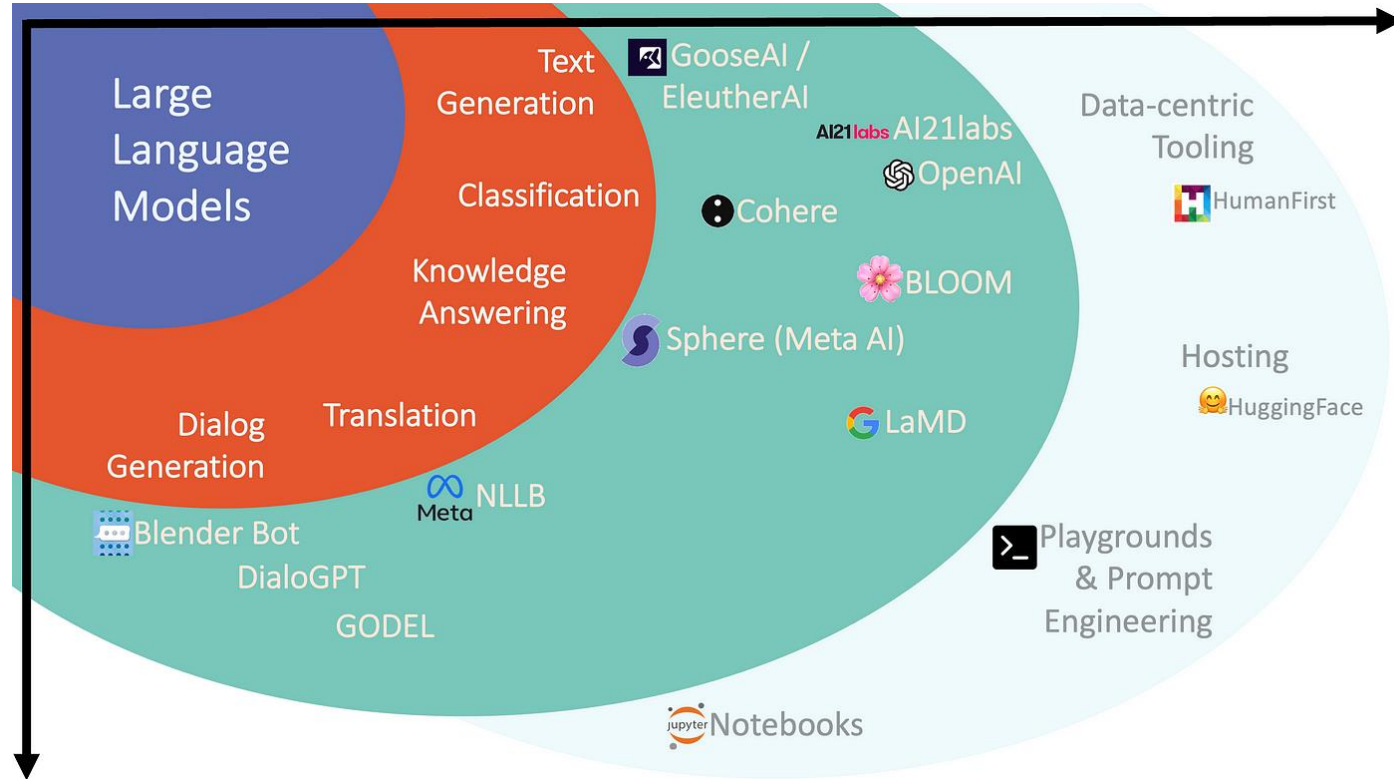 Large
Language
Models
Text
Generation
Classification
Knowledge
Answering
Translation
Dialog
Generation
GooseAI /
EleutherAI
AI21labs AI21labs
OpenAI
Cohere
BLOOM
Sphere (Meta AI)
LaMD
Meta NLLB
Blender Bot
DialoGPT
GODEL
Data-centric
Tooling
HumanFirst
Hosting
HuggingFace
Playgrounds
& Prompt
Engineering
jupyter Notebooks